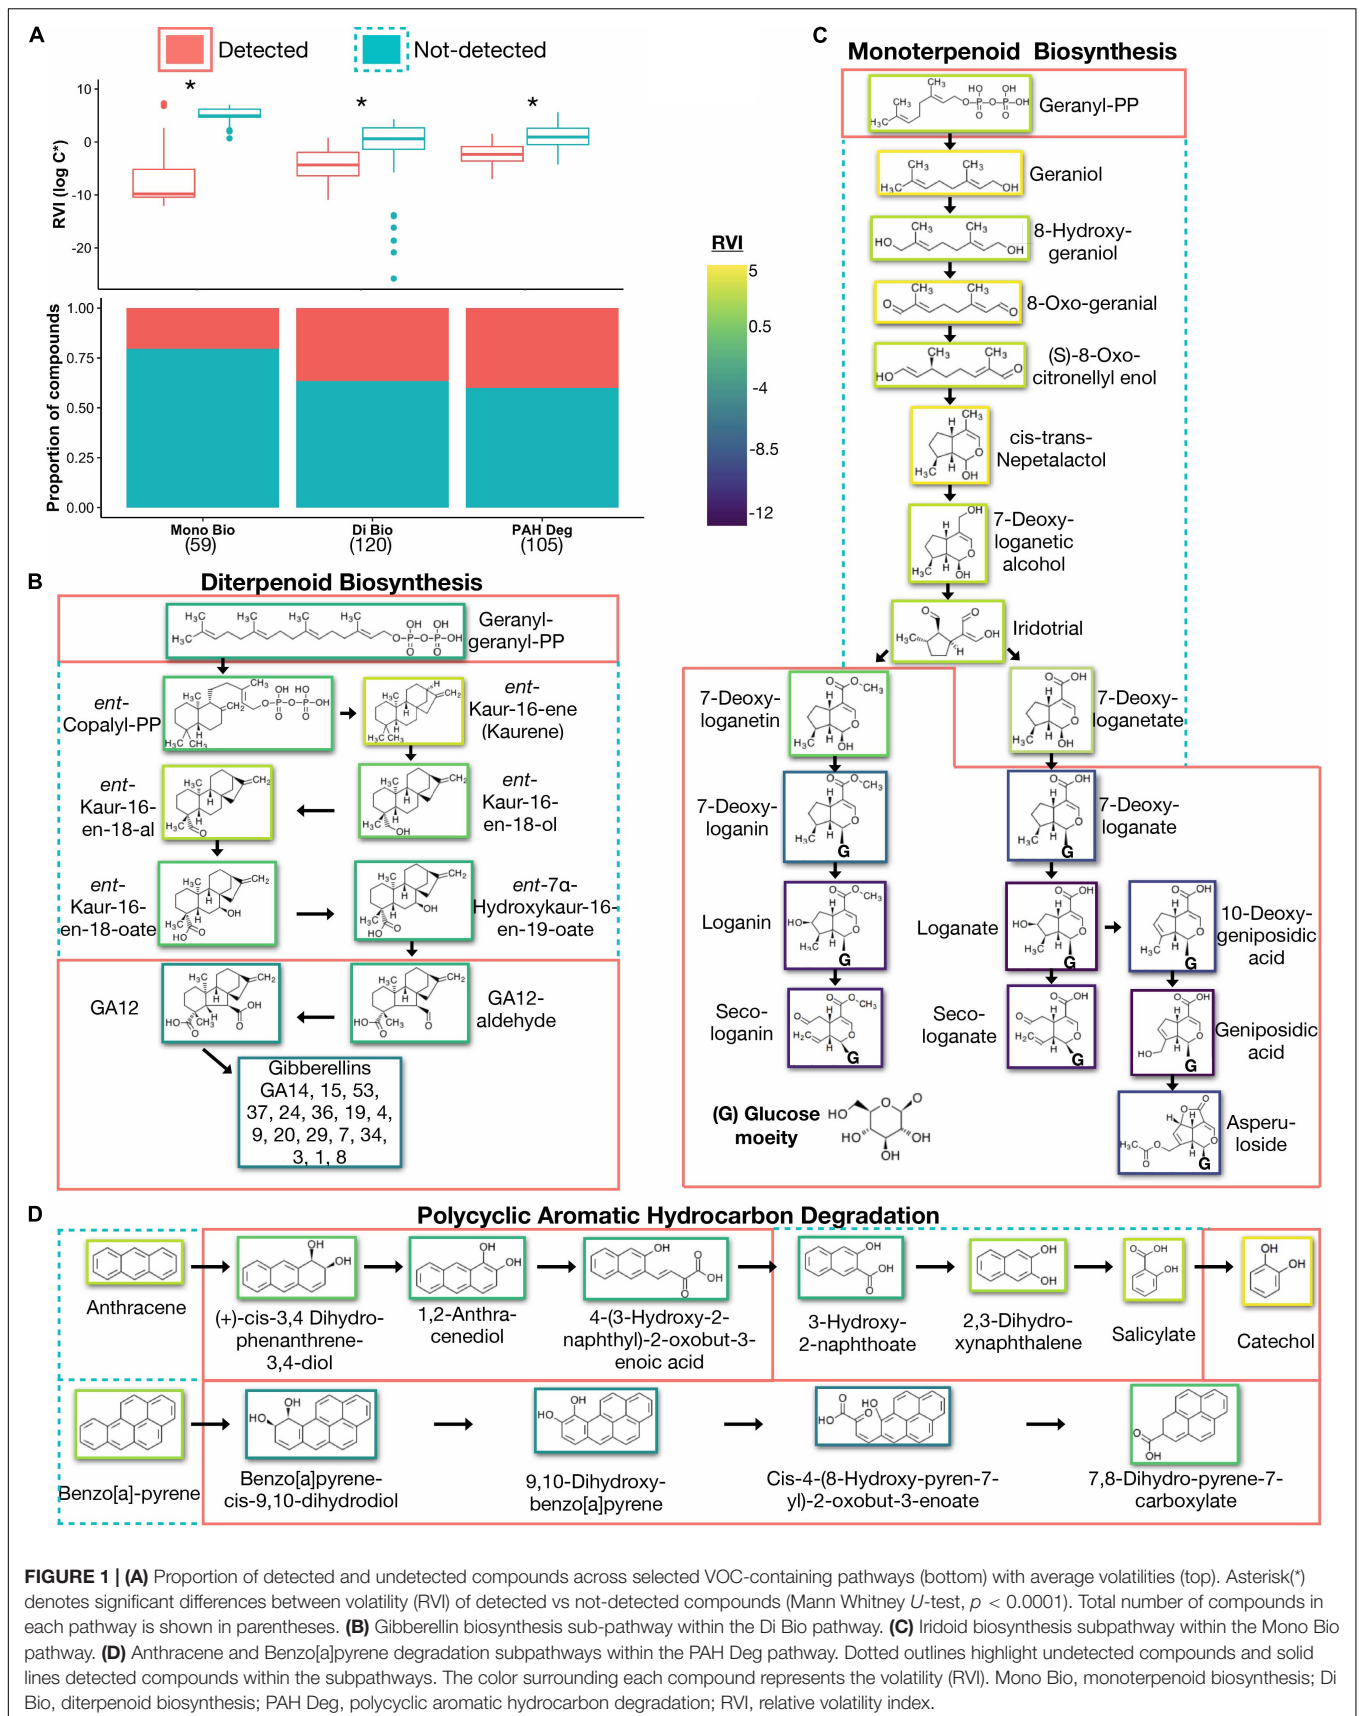 A
Detected
Not-detected
RVI (log C*)
10
0
-10
-20
*
*
*
Proportion of compounds
1.00
0.75
0.50
0.25
0.00
Mono Bio
(59)
Di Bio
(120)
PAH Deg
(105)
RVI
5
0.5
-4
-8.5
-12
B
Diterpenoid Biosynthesis
Geranyl-
geranyl-PP
ent-
Copalyl-PP
ent-
Kaur-16-ene
(Kaurene)
ent-
Kaur-16-
en-18-al
ent-
Kaur-16-
en-18-ol
ent-
Kaur-16-
en-18-oate
ent-7α-
Hydroxykaur-16-
en-19-oate
GA12
GA12-
aldehyde
Gibberellins
GA14, 15, 53,
37, 24, 36, 19, 4,
9, 20, 29, 7, 34,
3, 1, 8
C
Monoterpenoid Biosynthesis
Geranyl-PP
Geraniol
8-Hydroxy-
geraniol
8-Oxo-geranial
(S)-8-Oxo-
citronellyl enol
cis-trans-
Nepetalactol
7-Deoxy-
loganetic
alcohol
Iridotrial
7-Deoxy-
loganetin
7-Deoxy-
loganetate
7-Deoxy-
loganin
G
7-Deoxy-
loganate
G
Loganin
G
Loganate
G
10-Deoxy-
geniposidic
acid
G
Seco-
loganin
G
Seco-
loganate
G
Geniposidic
acid
G
(G) Glucose
moeity
Asperu-
loside
G
D
Polycyclic Aromatic Hydrocarbon Degradation
Anthracene
(+)-cis-3,4 Dihydro-
phenanthrene-
3,4-diol
1,2-Anthra-
cenediol
4-(3-Hydroxy-2-
naphthyl)-2-oxobut-3-
enoic acid
3-Hydroxy-
2-naphthoate
2,3-Dihydro-
xynaphthalene
Salicylate
Catechol
Benzo[a]-pyrene
Benzo[a]pyrene-
cis-9,10-dihydrodiol
9,10-Dihydroxy-
benzo[a]pyrene
Cis-4-(8-Hydroxy-pyren-7-
yl)-2-oxobut-3-enoate
7,8-Dihydro-pyrene-7-
carboxylate
FIGURE 1 | (A) Proportion of detected and undetected compounds across selected VOC-containing pathways (bottom) with average volatilities (top). Asterisk(*)
denotes significant differences between volatility (RVI) of detected vs not-detected compounds (Mann Whitney U-test, p < 0.0001). Total number of compounds in
each pathway is shown in parentheses. (B) Gibberellin biosynthesis sub-pathway within the Di Bio pathway. (C) Iridoid biosynthesis subpathway within the Mono Bio
pathway. (D) Anthracene and Benzo[a]pyrene degradation subpathways within the PAH Deg pathway. Dotted outlines highlight undetected compounds and solid
lines detected compounds within the subpathways. The color surrounding each compound represents the volatility (RVI). Mono Bio, monoterpenoid biosynthesis; Di
Bio, diterpenoid biosynthesis; PAH Deg, polycyclic aromatic hydrocarbon degradation; RVI, relative volatility index.